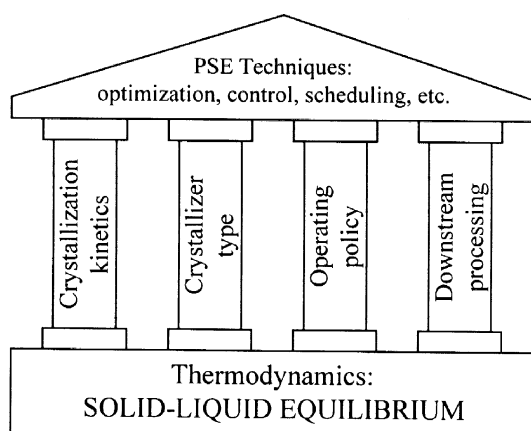 PSE Techniques:
optimization, control, scheduling, etc.
Crystallization
kinetics
Crystallizer
type
Operating
policy
Downstream
processing
Thermodynamics:
SOLID-LIQUID EQUILIBRIUM